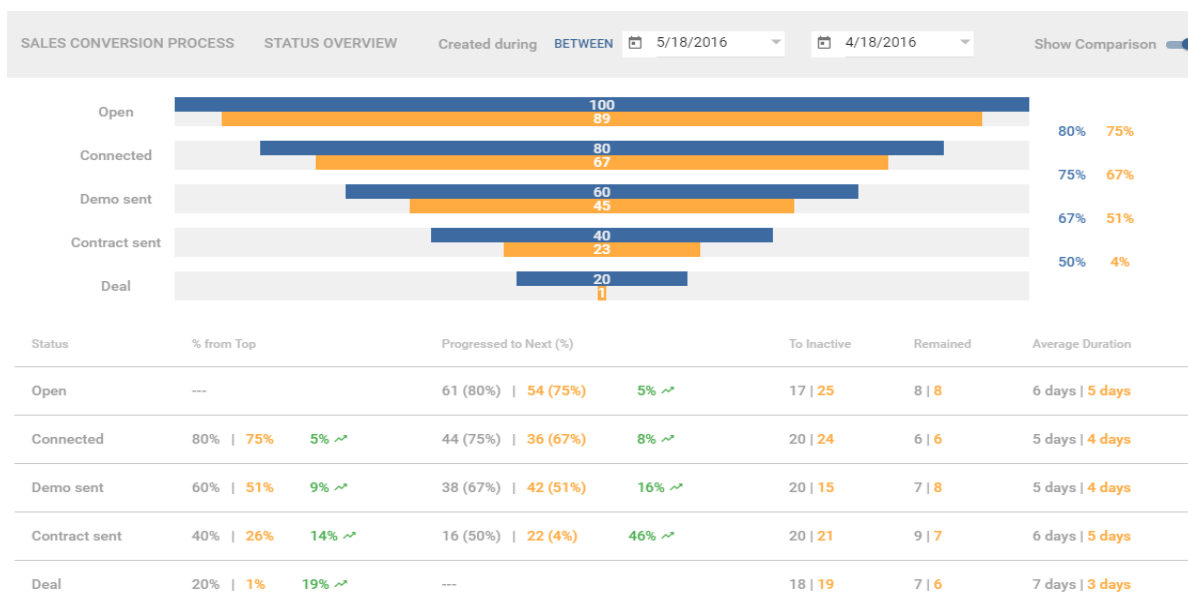 SALES CONVERSION PROCESS STATUS OVERVIEW Created during BETWEEN 5/18/2016 4/18/2016 Show Comparison
Open 100
89
80% 75%
Connected 80
67
75% 67%
Demo sent 60
45
67% 51%
Contract sent 40
23
50% 4%
Deal 20
1
Status % from Top Progressed to Next (%) To Inactive Remained Average Duration
Open --- 61 (80%) | 54 (75%) 5% 17 | 25 8 | 8 6 days | 5 days
Connected 80% | 75% 5% 44 (75%) | 36 (67%) 8% 20 | 24 6 | 6 5 days | 4 days
Demo sent 60% | 51% 9% 38 (67%) | 42 (51%) 16% 20 | 15 7 | 8 5 days | 4 days
Contract sent 40% | 26% 14% 16 (50%) | 22 (4%) 46% 20 | 21 9 | 7 6 days | 5 days
Deal 20% | 1% 19% --- 18 | 19 7 | 6 7 days | 3 days